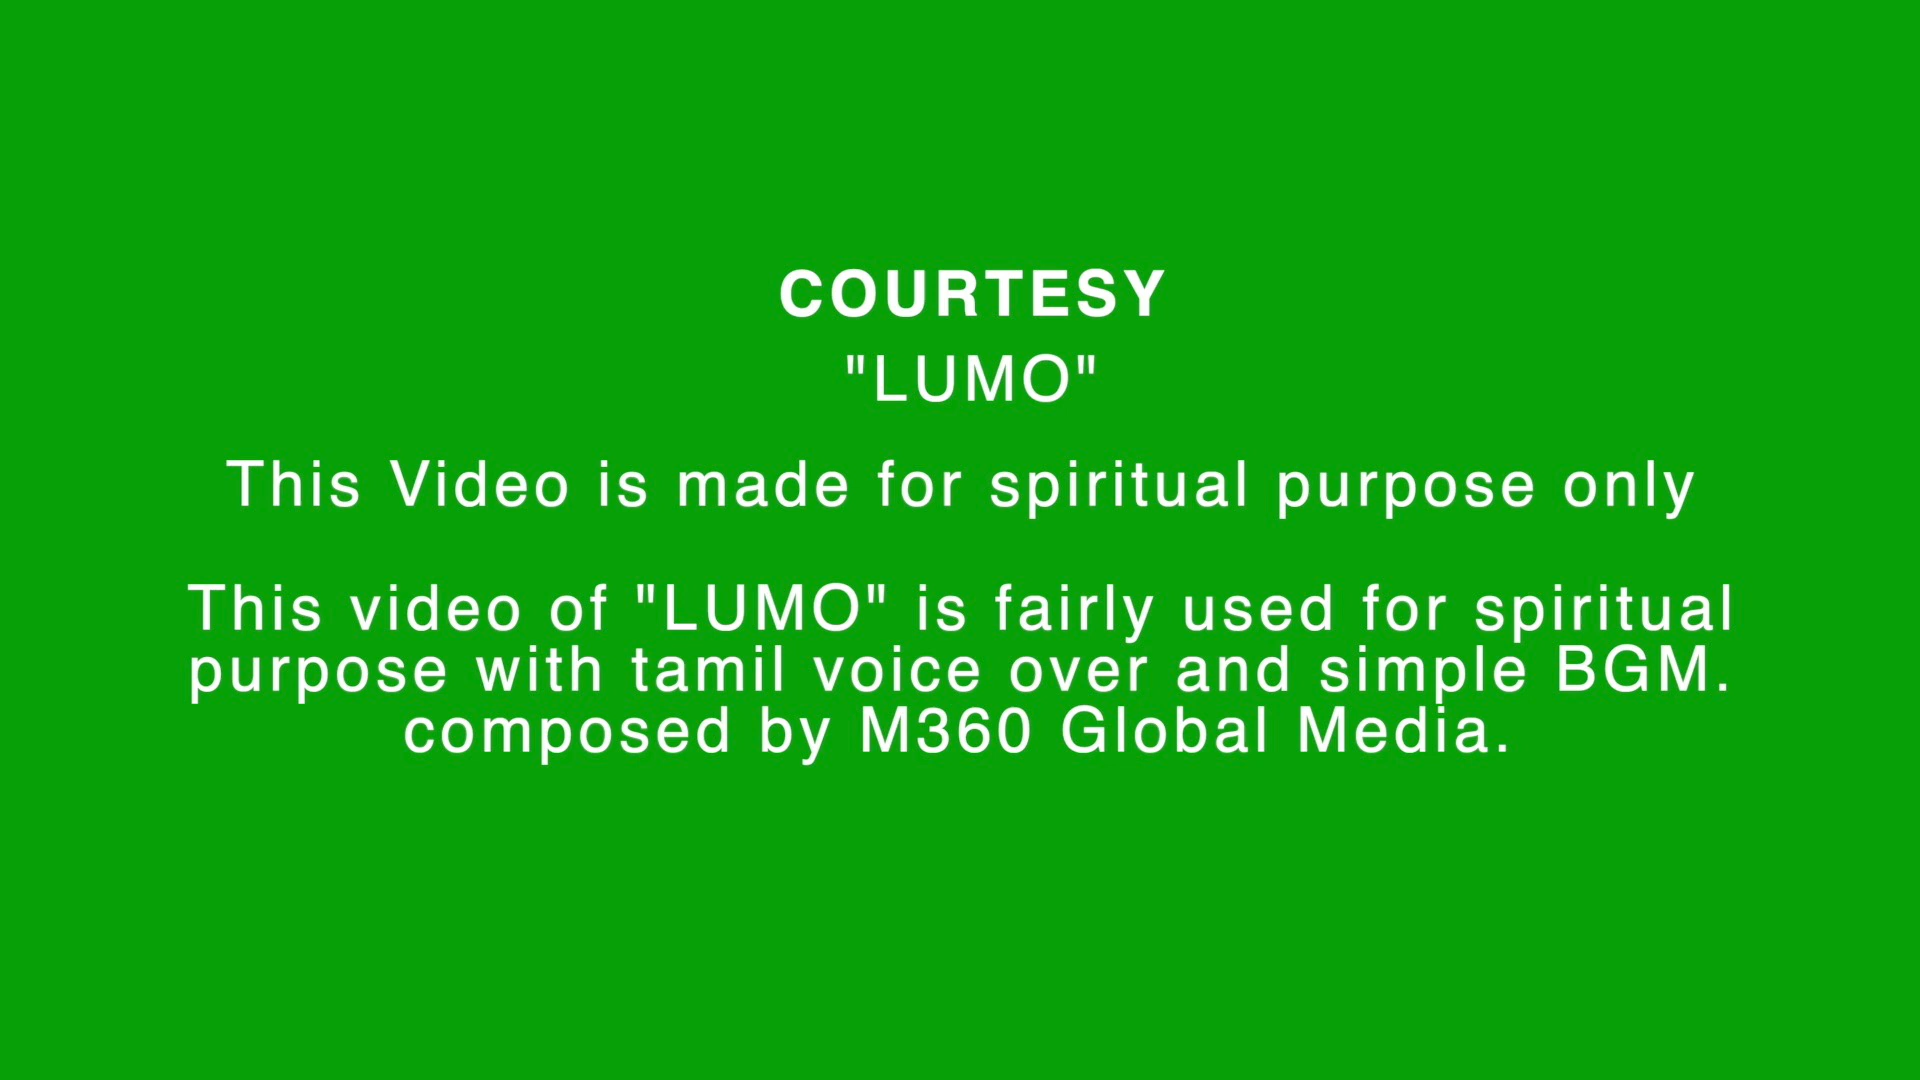 COURTESY
"LUMO"
This Video is made for spiritual purpose only
This video of "LUMO" is fairly used for spiritual
purpose with tamil voice over and simple BGM.
composed by M360 Global Media.